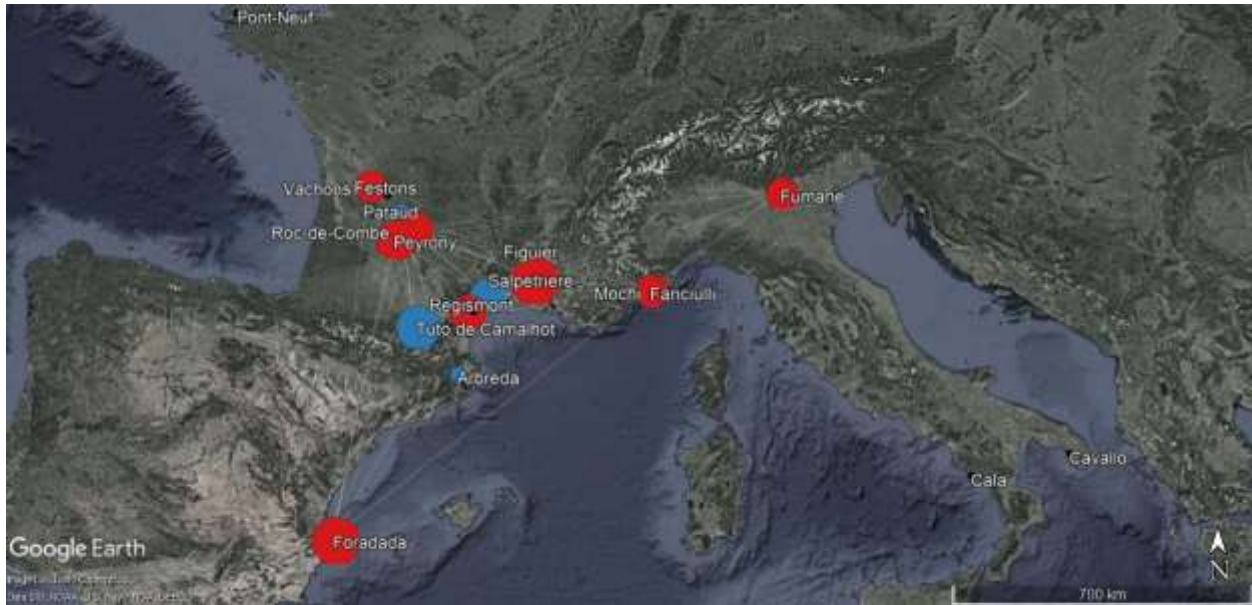 Pont-Neuf
Vachons Festons
Fumane
Pataud
Roc-de-Combe
Peyrony
Figuier
Salpetriere
Mochi Fanciulli
Régismont
Tuto de Camalhot
Arbreda
Cavallo
Cala
Foradada
Google Earth
N
700 km